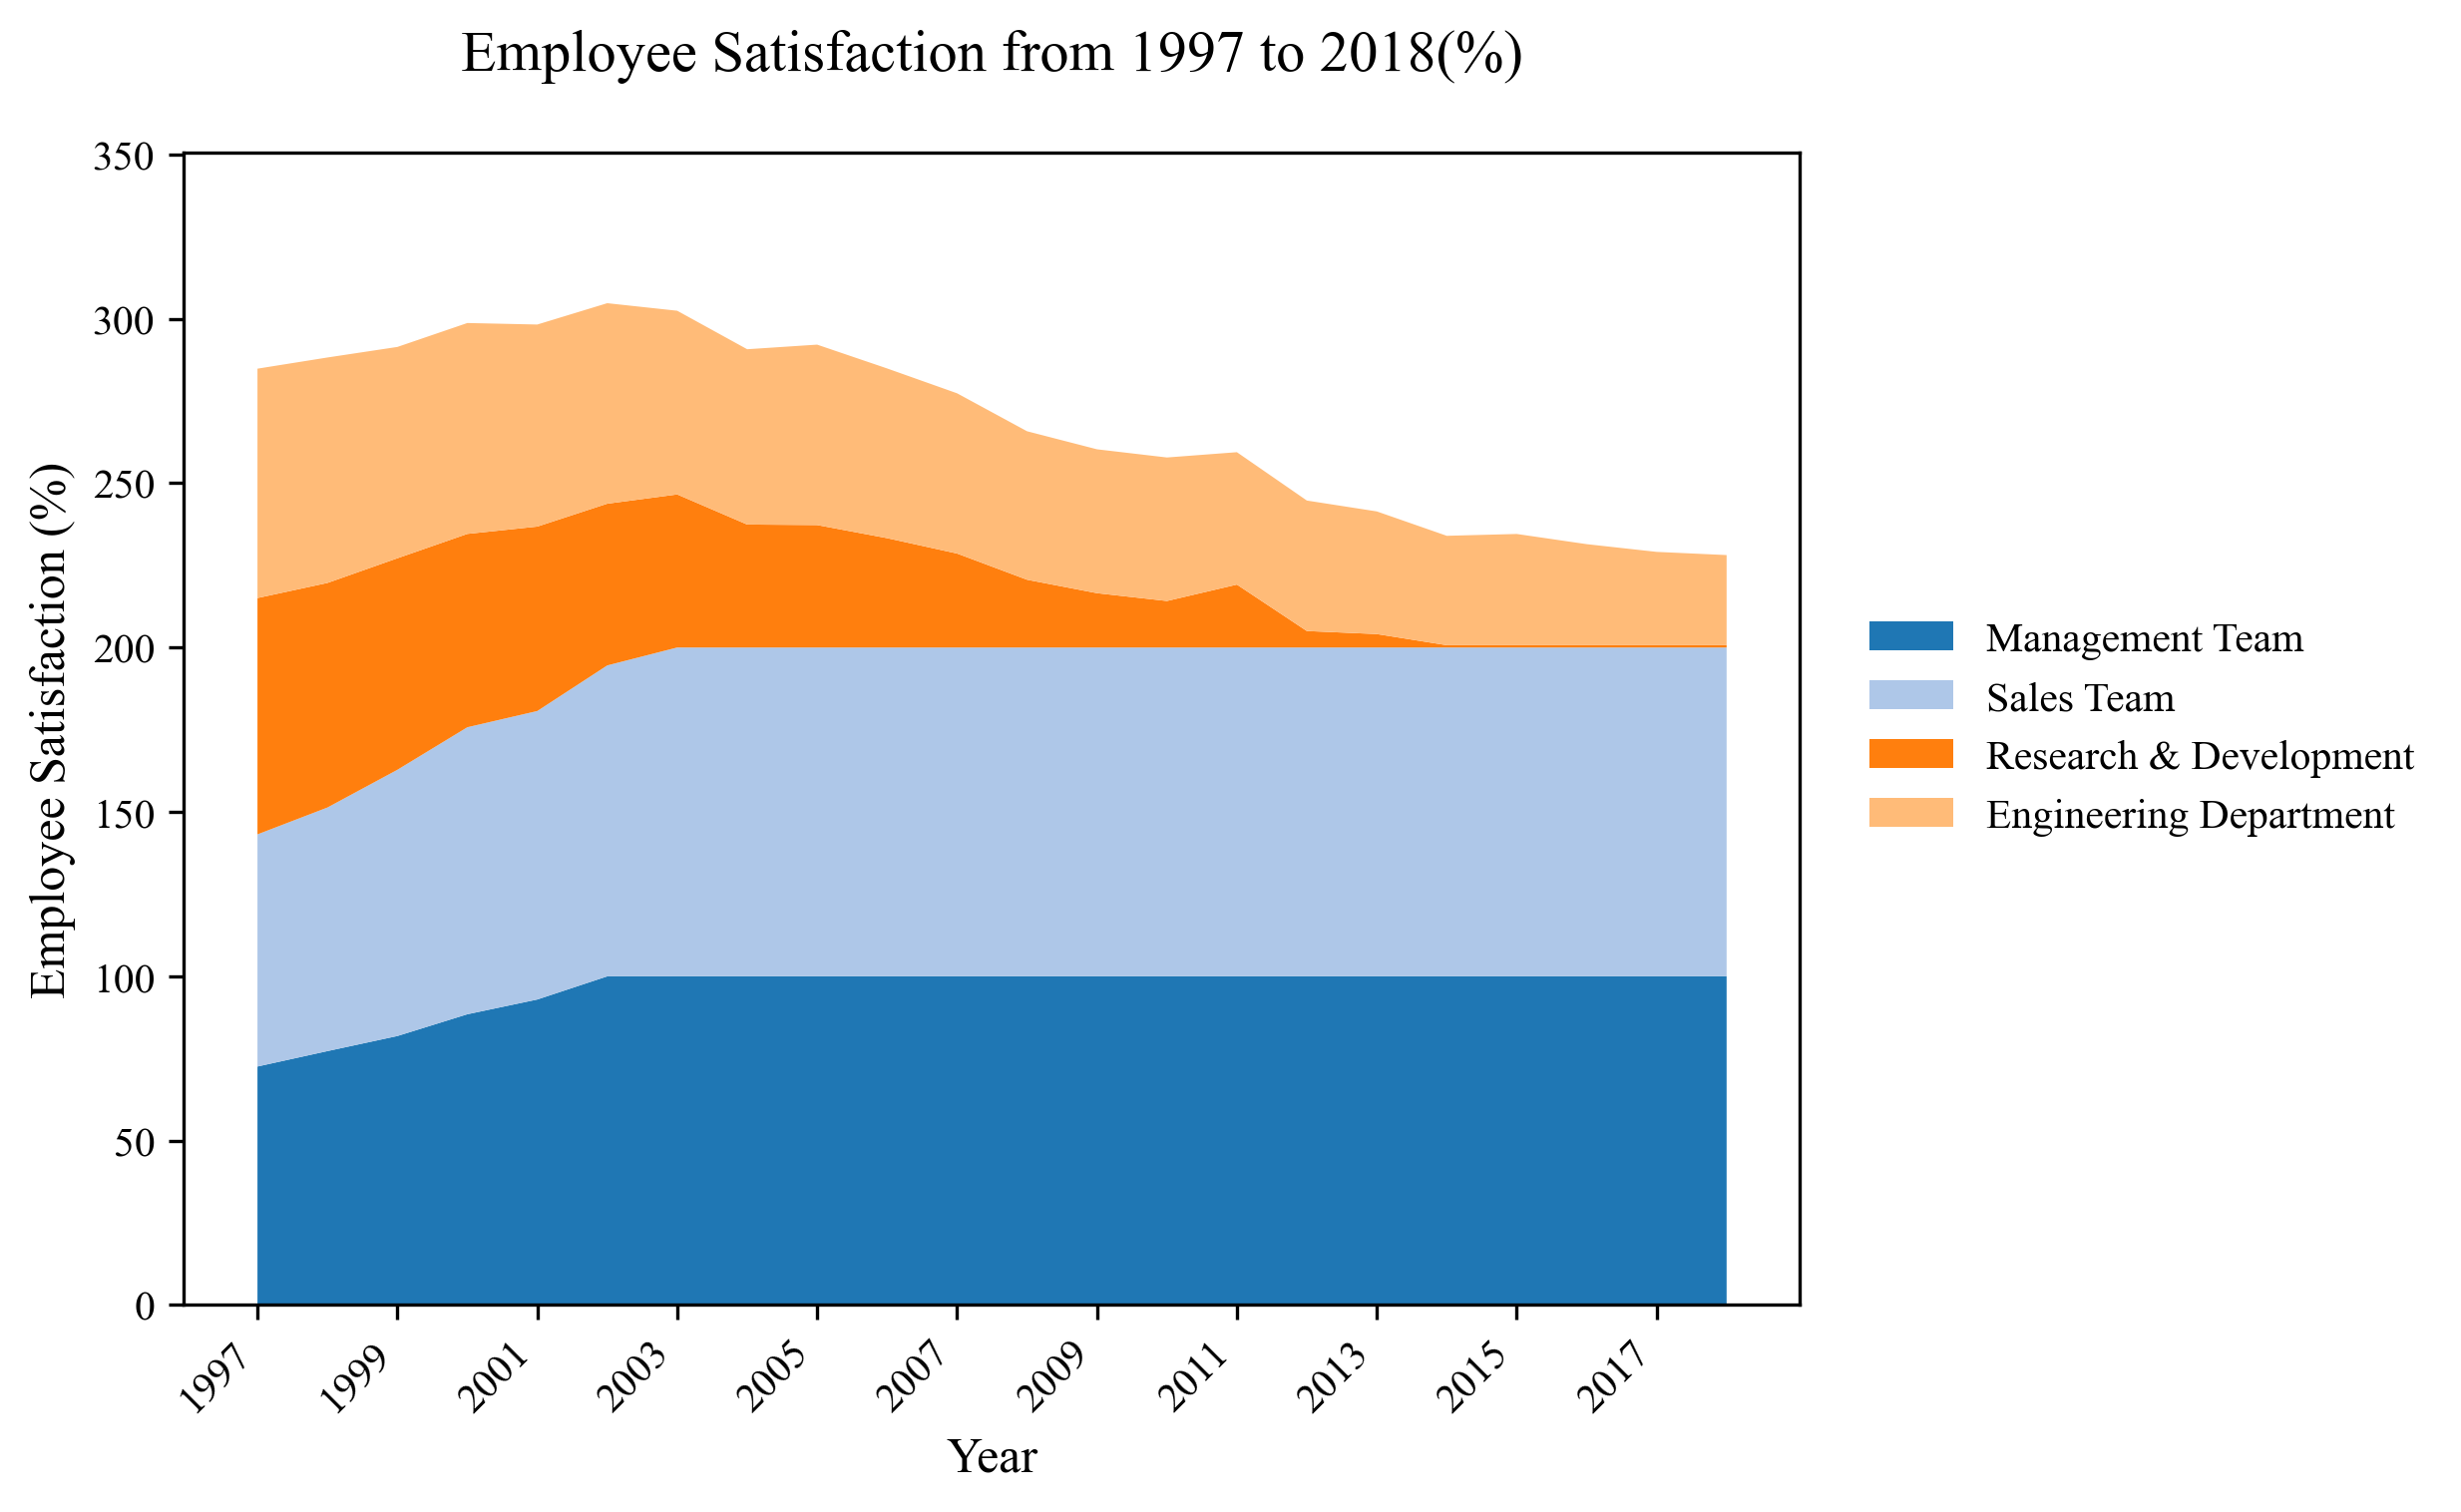 Employee Satisfaction from 1997 to 2018(%)
Employee Satisfaction (%)
350
300
250
200
150
100
50
0
1997
1999
2001
2003
2005
2007
2009
2011
2013
2015
2017
Year
Management Team
Sales Team
Research & Development
Engineering Department